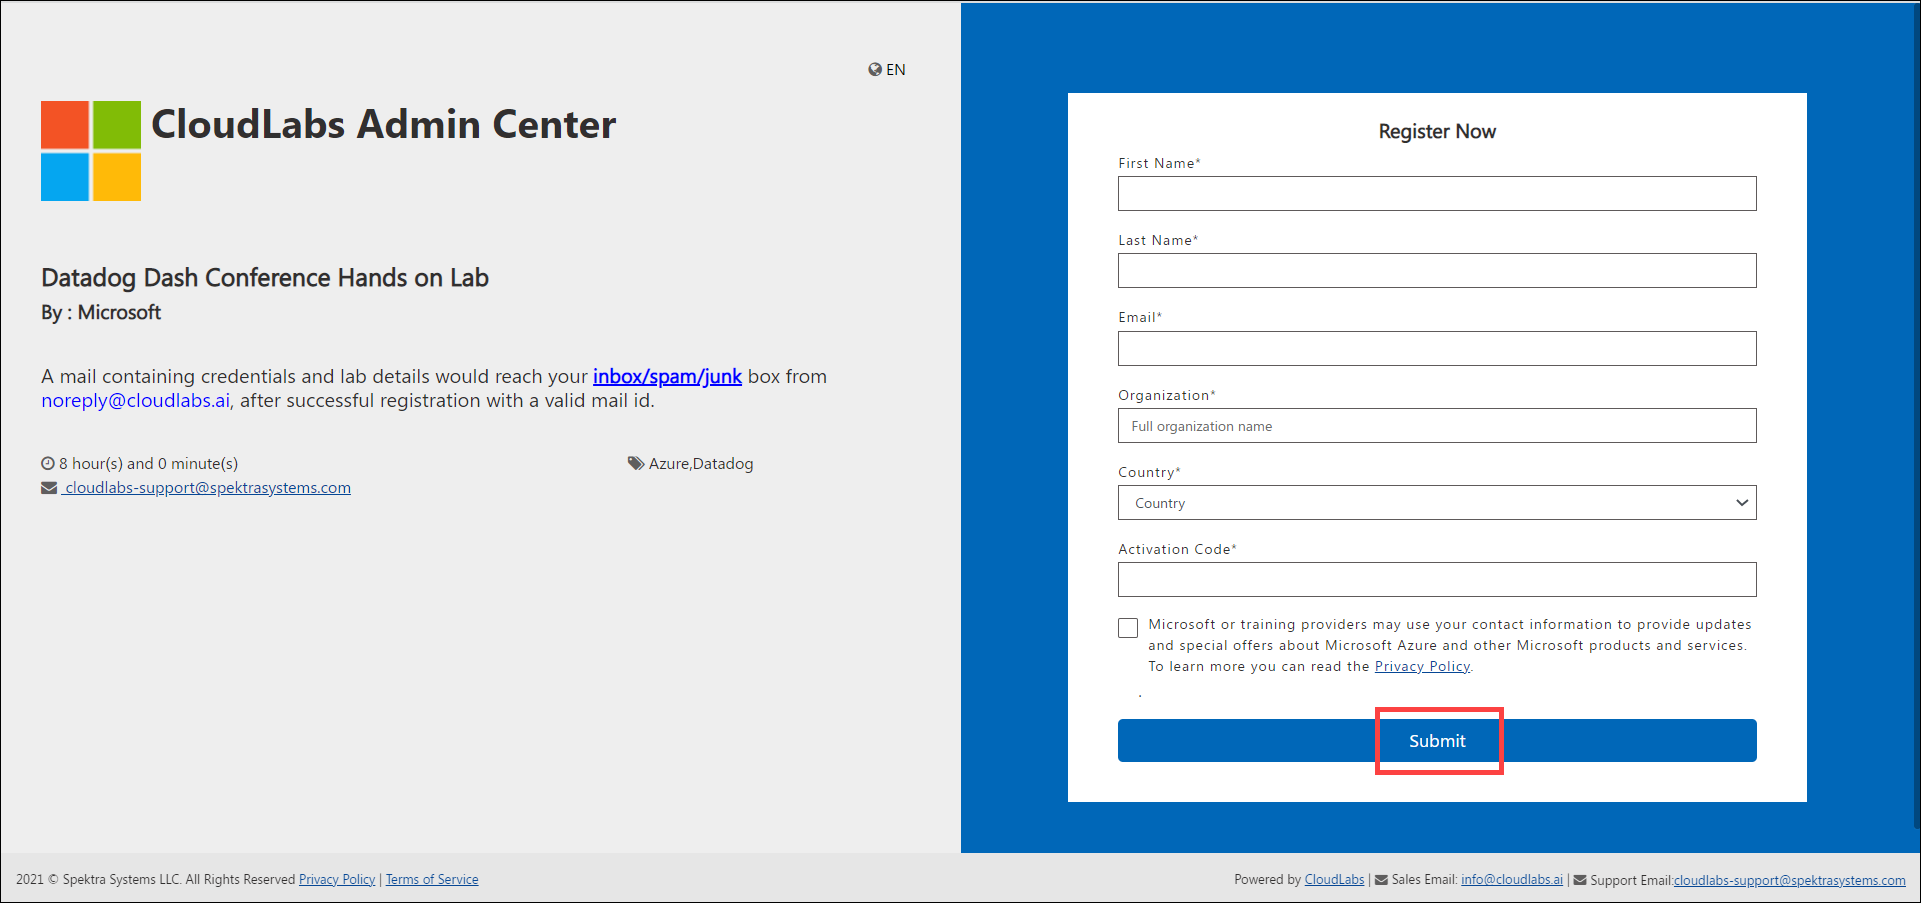 EN
CloudLabs Admin Center
Datadog Dash Conference Hands on Lab
By : Microsoft
A mail containing credentials and lab details would reach your inbox/spam/junk box from
noreply@cloudlabs.ai, after successful registration with a valid mail id.
8 hour(s) and 0 minute(s)
Azure,Datadog
cloudlabs-support@spektrasystems.com
Register Now
First Name*
Last Name*
Email*
Organization*
Full organization name
Country*
Country
Activation Code*
Microsoft or training providers may use your contact information to provide updates
and special offers about Microsoft Azure and other Microsoft products and services.
To learn more you can read the Privacy Policy.
.
Submit
2021 © Spektra Systems LLC. All Rights Reserved Privacy Policy | Terms of Service
Powered by CloudLabs | Sales Email: info@cloudlabs.ai | Support Email:cloudlabs-support@spektrasystems.com